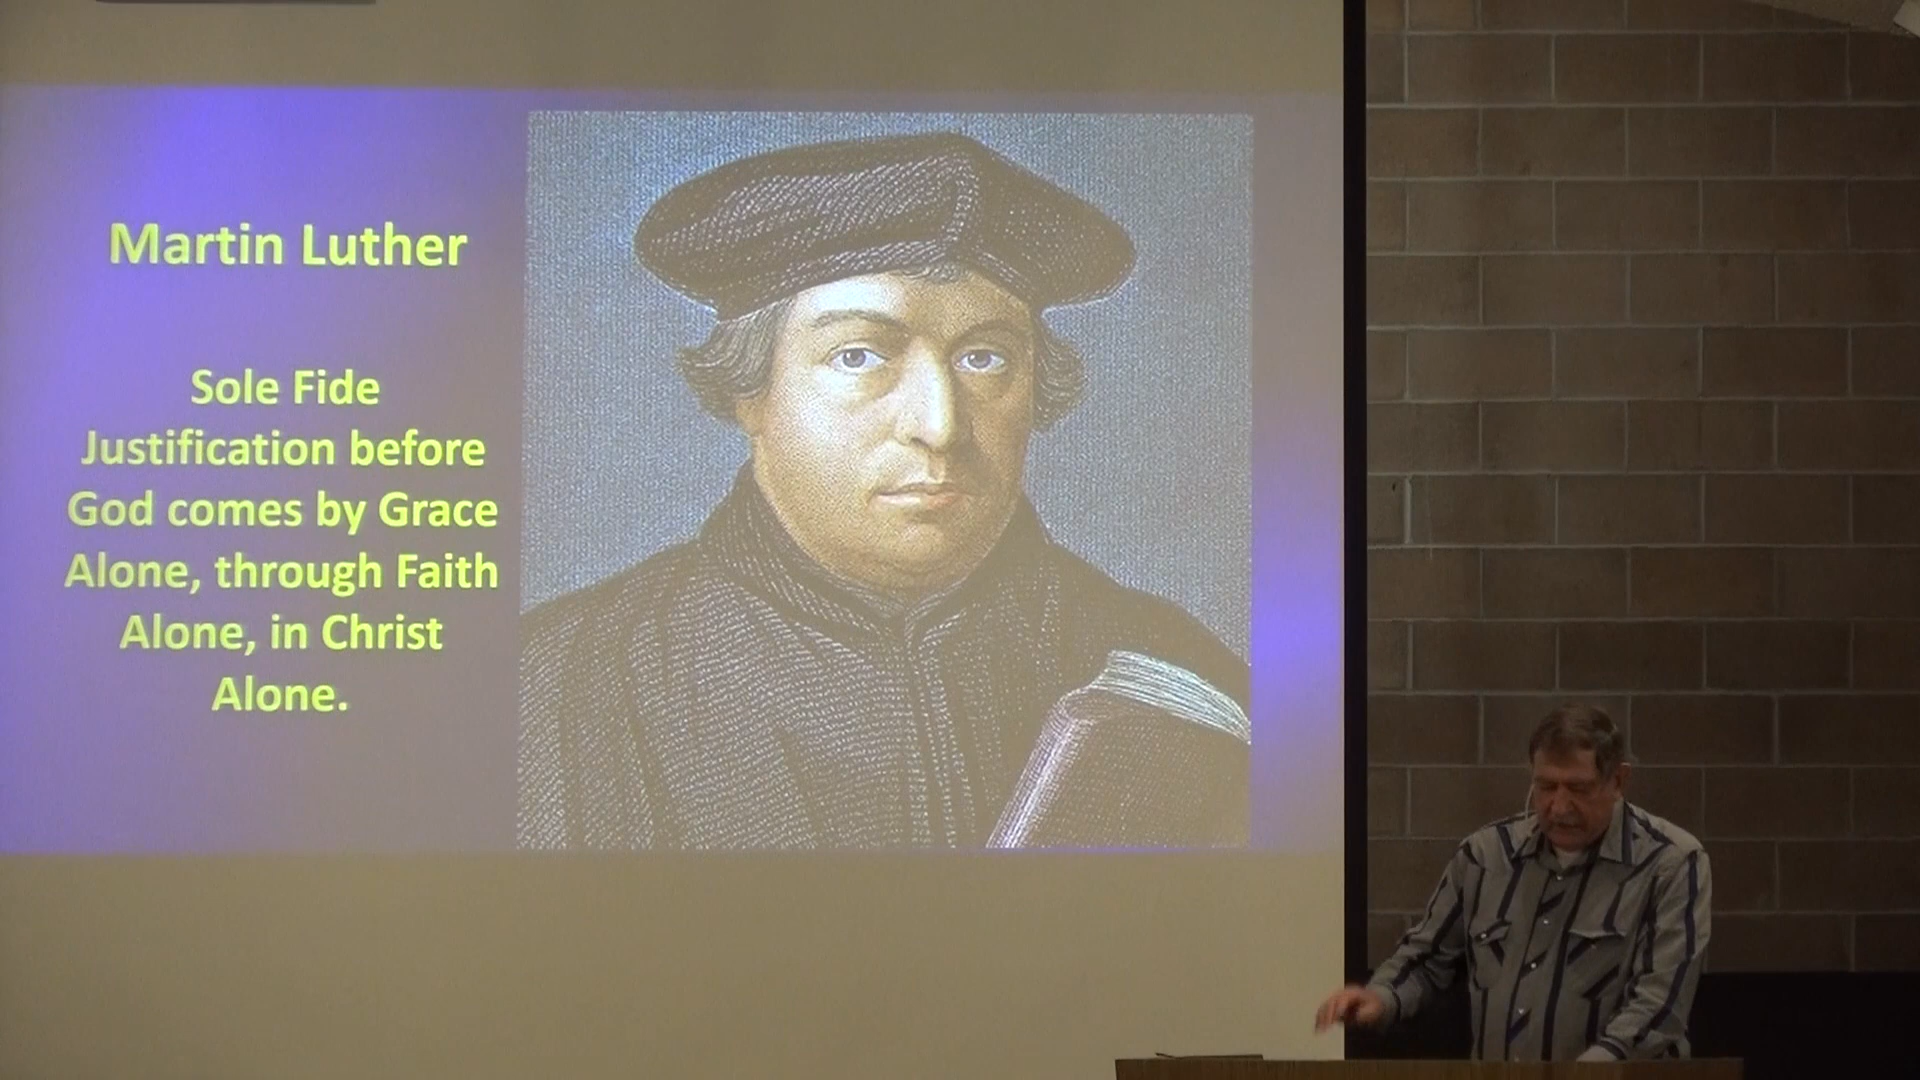 Martin Luther
Sole Fide
Justification before
God comes by Grace
Alone, through Faith
Alone, in Christ
Alone.